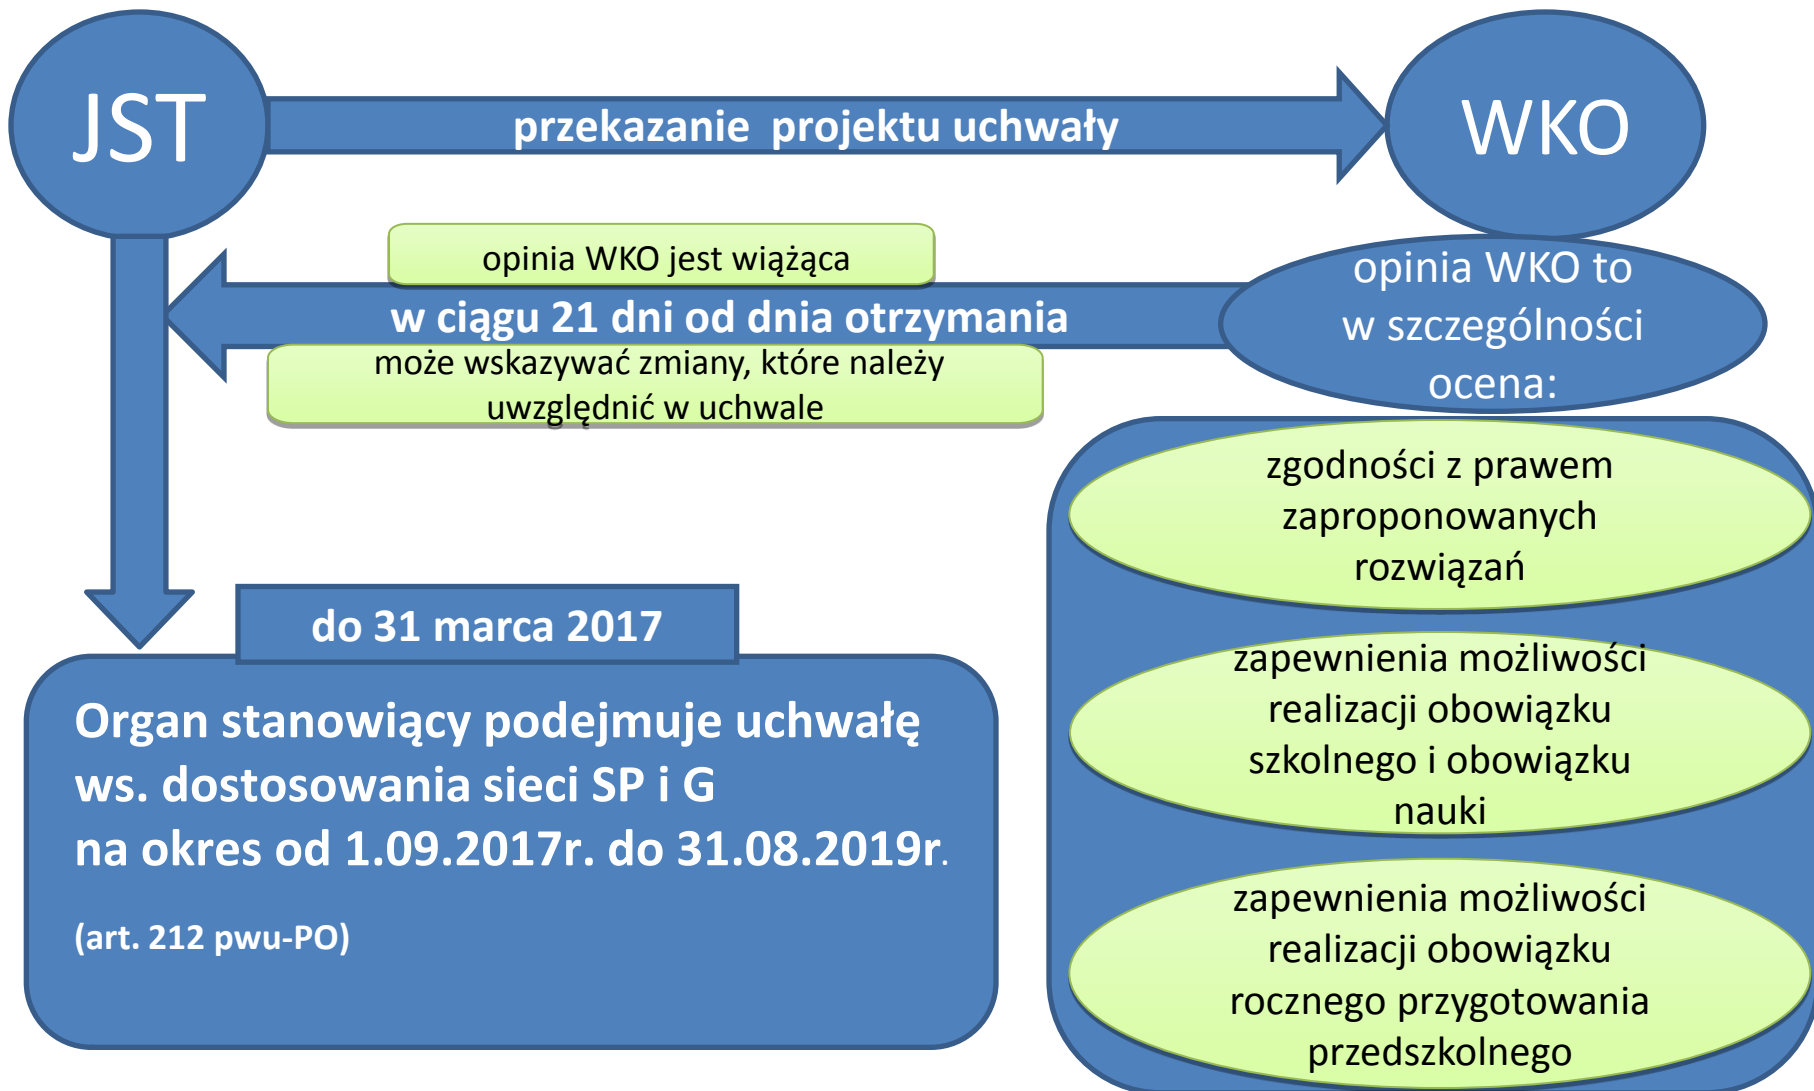 JST
przekazanie projektu uchwały
WKO
opinia WKO jest wiążąca
w ciągu 21 dni od dnia otrzymania
może wskazywać zmiany, które należy
uwzględnić w uchwale
opinia WKO to
w szczególności
ocena:
zgodności z prawem
zaproponowanych
rozwiązań
zapewnienia możliwości
realizacji obowiązku
szkolnego i obowiązku
nauki
zapewnienia możliwości
realizacji obowiązku
rocznego przygotowania
przedszkolnego
do 31 marca 2017
Organ stanowiący podejmuje uchwałę
ws. dostosowania sieci SP i G
na okres od 1.09.2017r. do 31.08.2019r.
(art. 212 pwu-PO)